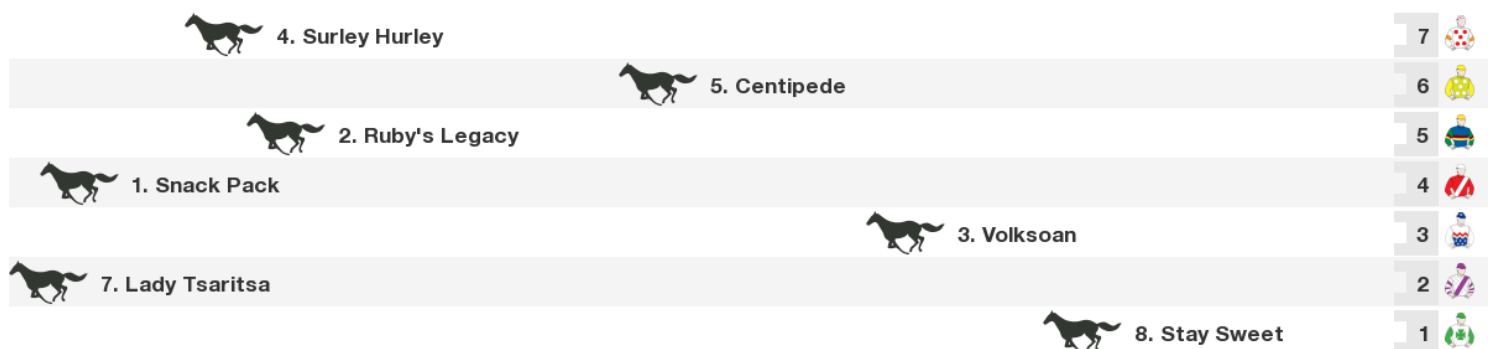 4. Surley Hurley 7
5. Centipede 6
2. Ruby's Legacy 5
1. Snack Pack 4
3. Volksoan 3
7. Lady Tsaritsa 2
8. Stay Sweet 1